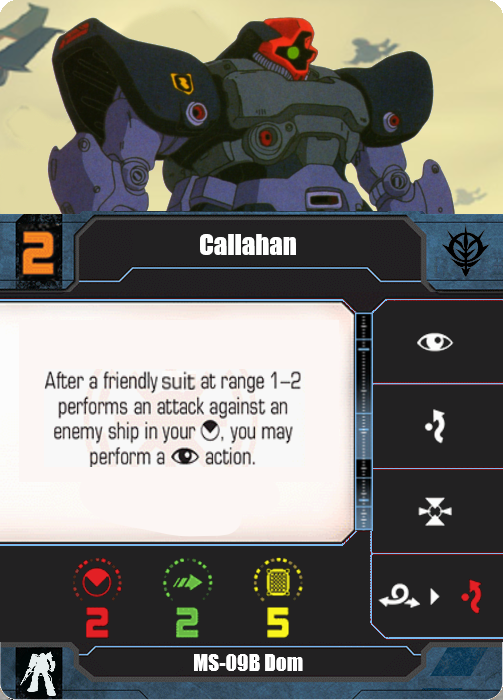 2
Callahan
After a friendly suit at range 1–2
performs an attack against an
enemy ship in your , you may
perform a action.
2 2 5
MS-09B Dom